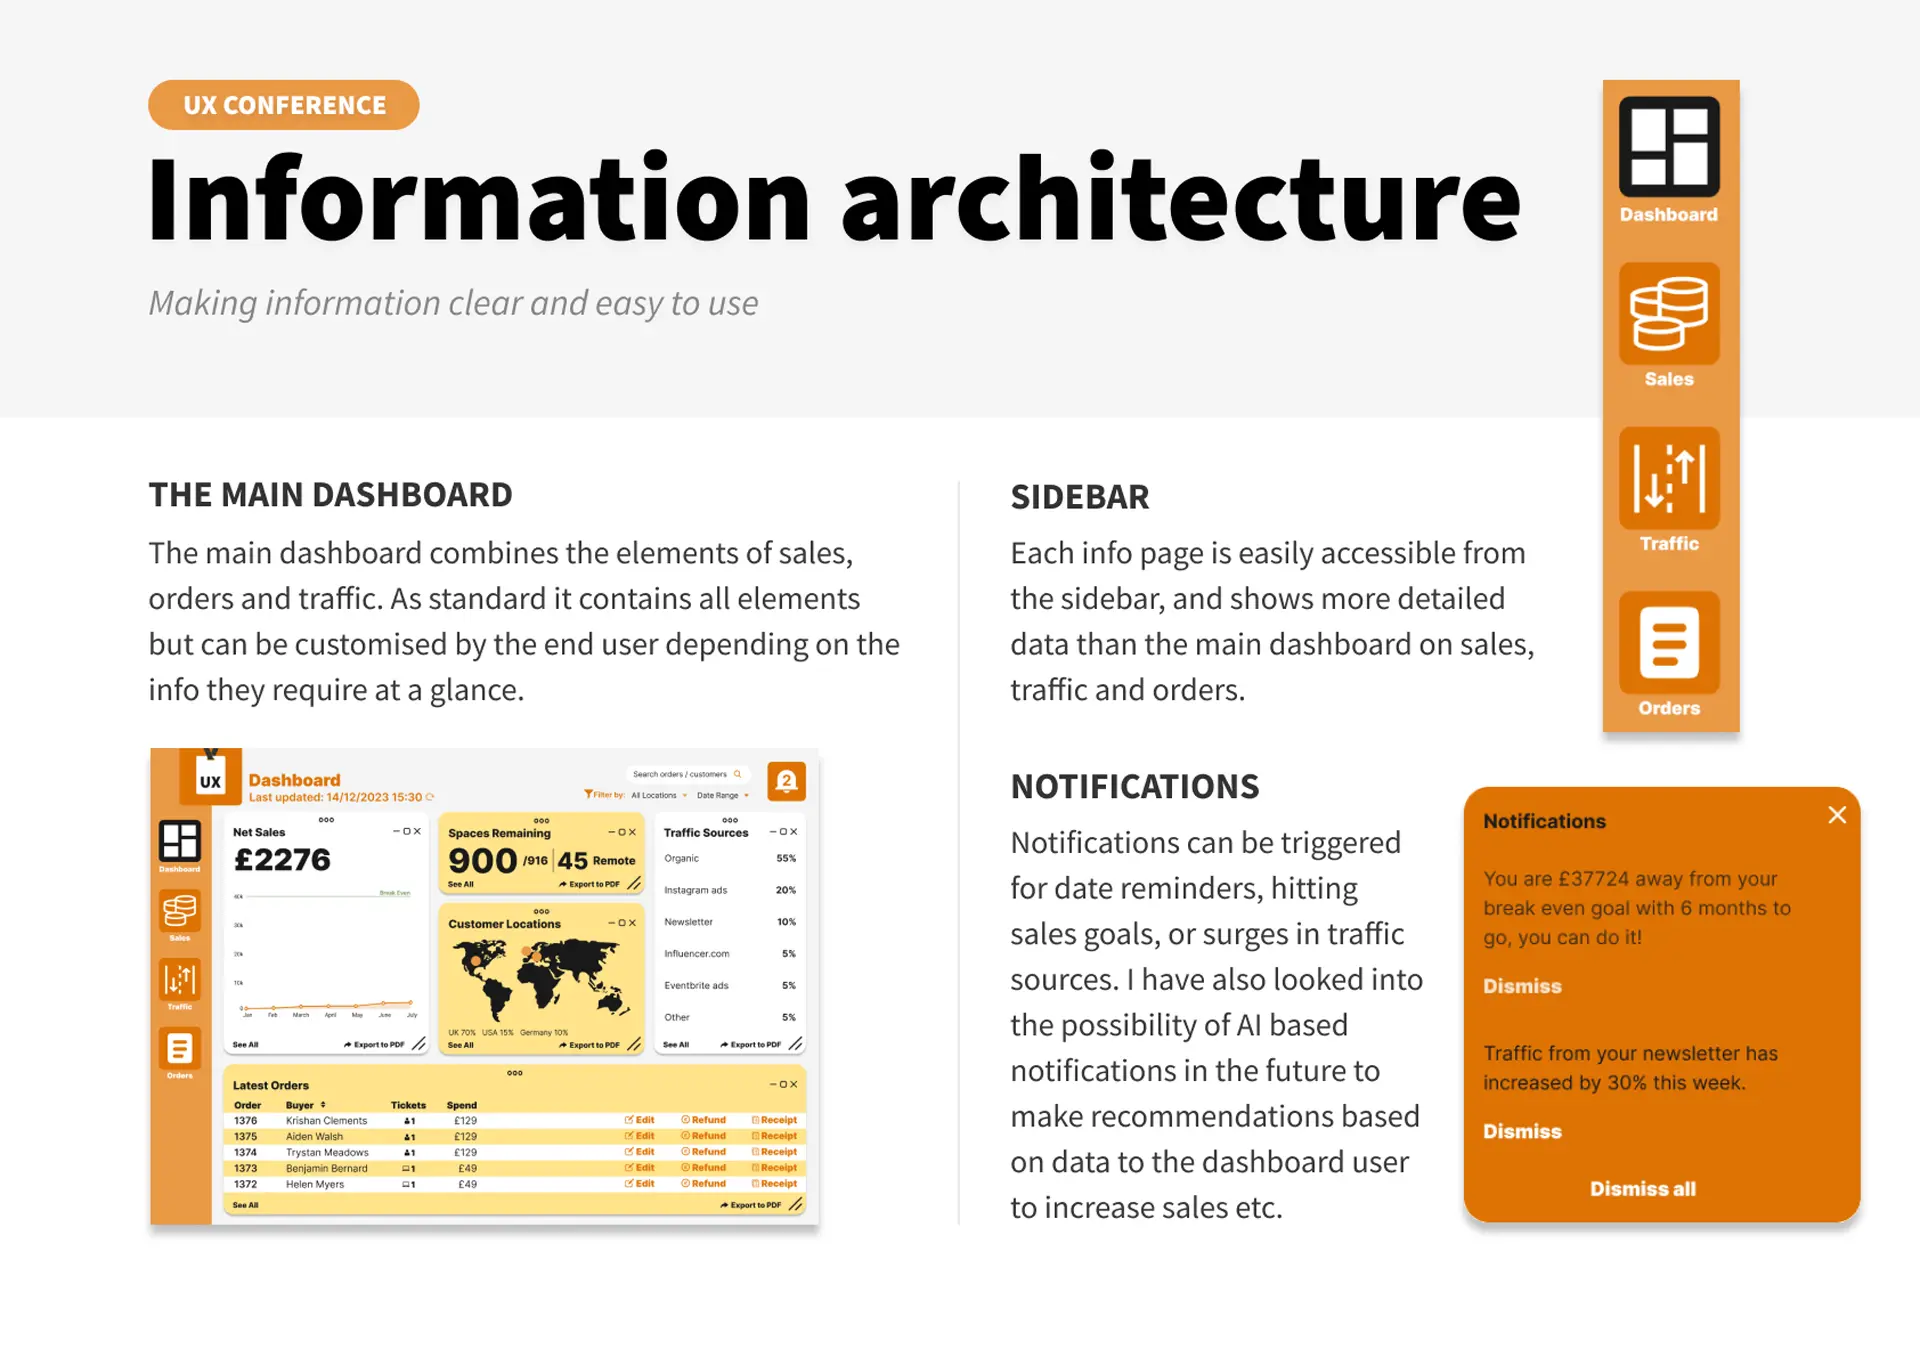 UX CONFERENCE
Information architecture
Making information clear and easy to use
Dashboard
Sales
Traffic
Orders
THE MAIN DASHBOARD
The main dashboard combines the elements of sales,
orders and traffic. As standard it contains all elements
but can be customised by the end user depending on the
info they require at a glance.
SIDEBAR
Each info page is easily accessible from
the sidebar, and shows more detailed
data than the main dashboard on sales,
traffic and orders.
NOTIFICATIONS
Notifications can be triggered
for date reminders, hitting
sales goals, or surges in traffic
sources. I have also looked into
the possibility of AI based
notifications in the future to
make recommendations based
on data to the dashboard user
to increase sales etc.
Notifications
You are £37724 away from your
break even goal with 6 months to
go, you can do it!
Dismiss
Traffic from your newsletter has
increased by 30% this week.
Dismiss
Dismiss all
UX
Dashboard
Last updated: 14/12/2023 15:30
Search orders / customers
Filter by: All Locations Date Range
2
Dashboard
Sales
Traffic
Orders
Net Sales
£2276
Break Even
40k
30k
20k
10k
0
Jan Feb March April May June July
See All Export to PDF
Spaces Remaining
900 /916 45 Remote
See All Export to PDF
Customer Locations
UK 70% USA 15% Germany 10%
See All Export to PDF
Traffic Sources
Organic 55%
Instagram ads 20%
Newsletter 10%
Influencer.com 5%
Eventbrite ads 5%
Other 5%
See All Export to PDF
Latest Orders
Order Buyer Tickets Spend
1376 Krishan Clements 1 £129 Edit Refund Receipt
1375 Aiden Walsh 1 £129 Edit Refund Receipt
1374 Trystan Meadows 1 £129 Edit Refund Receipt
1373 Benjamin Bernard 1 £49 Edit Refund Receipt
1372 Helen Myers 1 £49 Edit Refund Receipt
See All Export to PDF